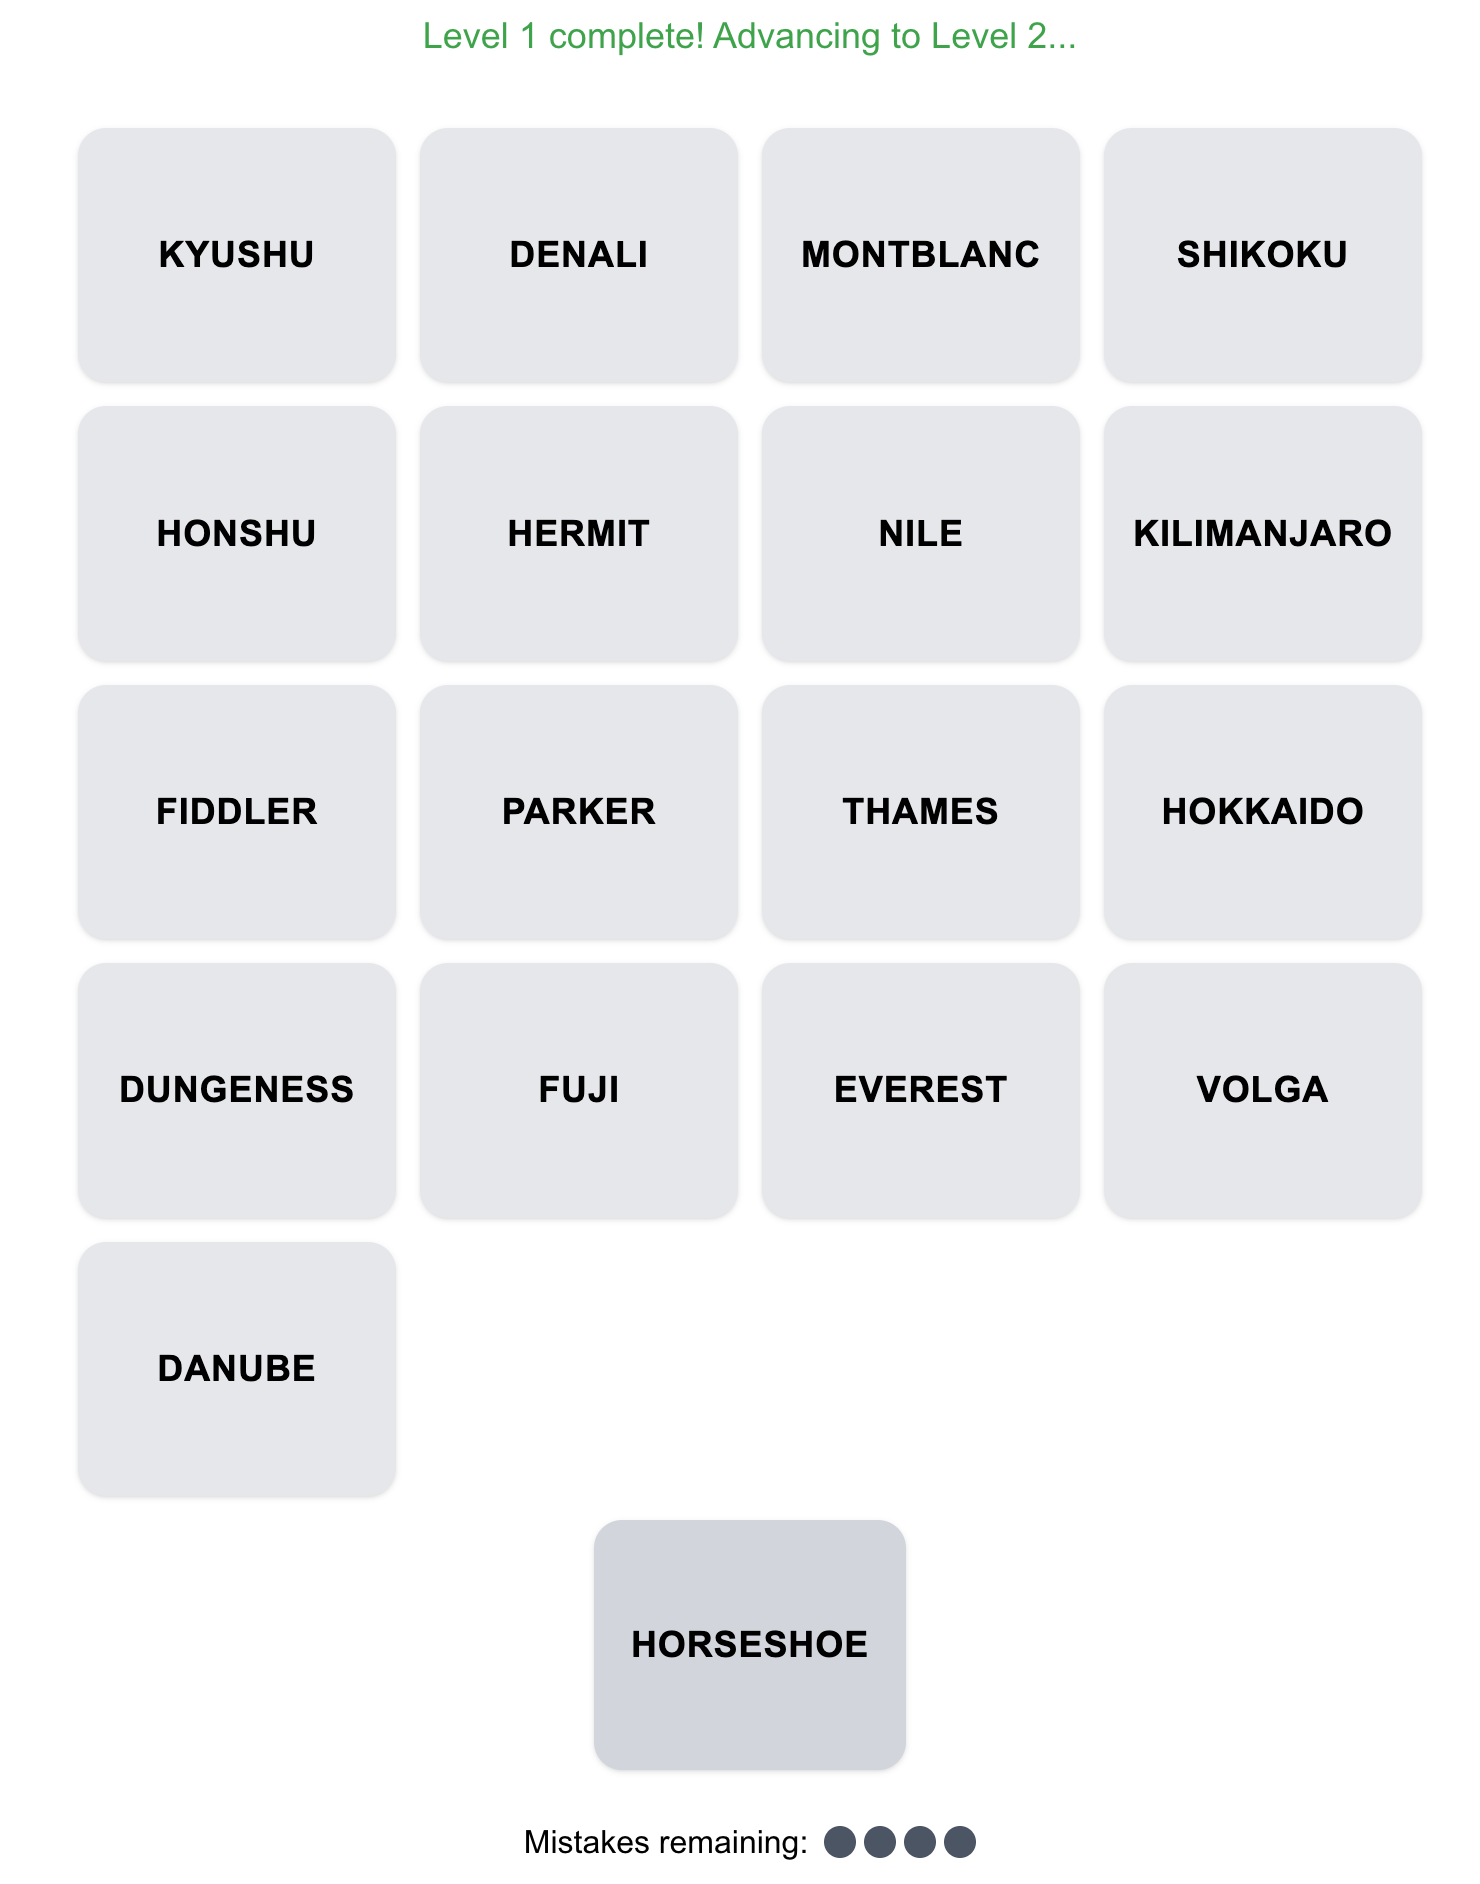 Level 1 complete! Advancing to Level 2...
KYUSHU DENALI MONTBLANC SHIKOKU
HONSHU HERMIT NILE KILIMANJARO
FIDDLER PARKER THAMES HOKKAIDO
DUNGENESS FUJI EVEREST VOLGA
DANUBE
HORSESHOE
Mistakes remaining: